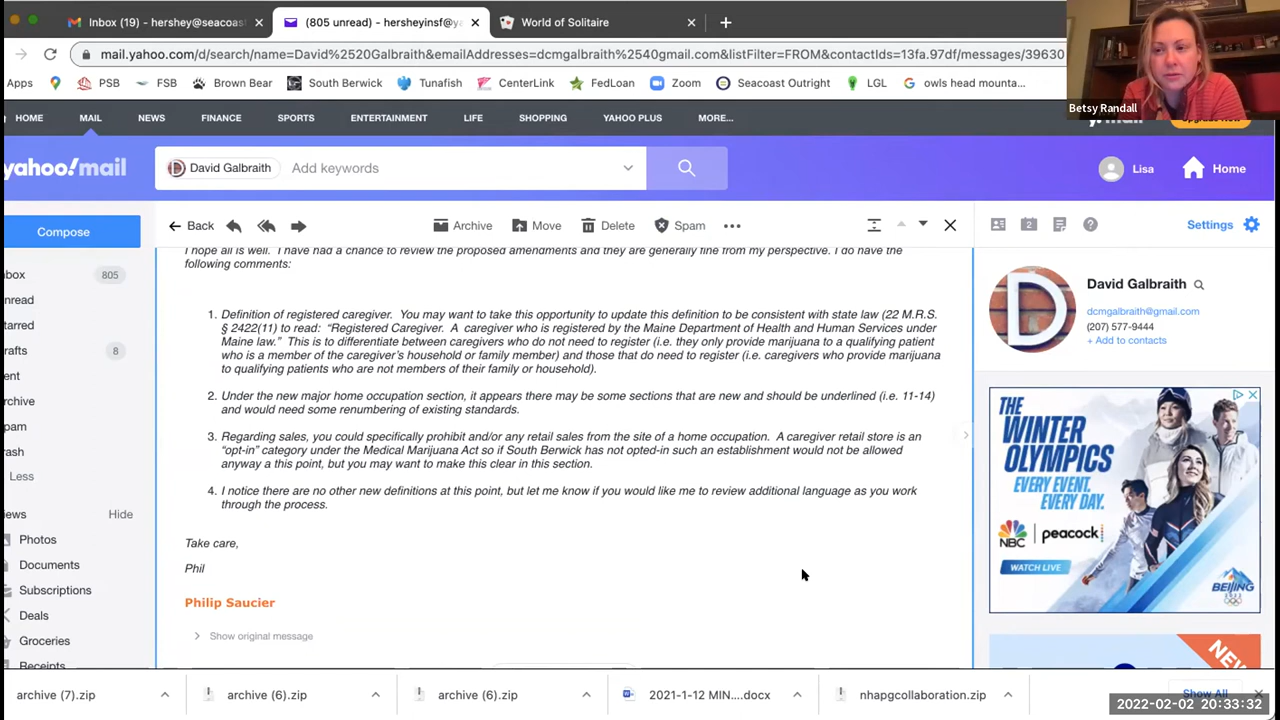 Inbox (19) - hershey@seacoas
(805 unread) - hersheyinsf@ya
World of Solitaire
mail.yahoo.com/d/search/name=David%2520Galbraith&emailAddresses=dcmgalbraith%2540gmail.com&listFilter=FROM&contactIds=13fa.97df/messages/39630
Apps PSB FSB Brown Bear South Berwick Tunafish CenterLink FedLoan Zoom Seacoast Outright LGL owls head mounta...
Betsy Randall
HOME MAIL NEWS FINANCE SPORTS ENTERTAINMENT LIFE SHOPPING YAHOO PLUS MORE...
yahoo!mail
David Galbraith Add keywords
Lisa Home
Compose
Back Archive Move Delete Spam
Settings
nbox 805
nread
tarred
rafts 8
ent
rchive
pam
rash
Less
iews Hide
Photos
Documents
Subscriptions
Deals
Groceries
Receipts
I hope all is well. I have had a chance to review the proposed amendments and they are generally fine from my perspective. I do have the
following comments:
1. Definition of registered caregiver. You may want to take this opportunity to update this definition to be consistent with state law (22 M.R.S.
§ 2422(11) to read: “Registered Caregiver. A caregiver who is registered by the Maine Department of Health and Human Services under
Maine law.” This is to differentiate between caregivers who do not need to register (i.e. they only provide marijuana to a qualifying patient
who is a member of the caregiver's household or family member) and those that do need to register (i.e. caregivers who provide marijuana
to qualifying patients who are not members of their family or household).
2. Under the new major home occupation section, it appears there may be some sections that are new and should be underlined (i.e. 11-14)
and would need some renumbering of existing standards.
3. Regarding sales, you could specifically prohibit and/or any retail sales from the site of a home occupation. A caregiver retail store is an
“opt-in” category under the Medical Marijuana Act so if South Berwick has not opted-in such an establishment would not be allowed
anyway a this point, but you may want to make this clear in this section.
4. I notice there are no other new definitions at this point, but let me know if you would like me to review additional language as you work
through the process.
Take care,
Phil
Philip Saucier
Show original message
David Galbraith
dcmgalbraith@gmail.com
(207) 577-9444
+ Add to contacts
THE
WINTER
OLYMPICS
EVERY EVENT.
EVERY DAY.
NBC peacock
WATCH LIVE
BEIJING
2022
NEW
archive (7).zip
archive (6).zip
archive (6).zip
2021-1-12 MIN....docx
nhapgcollaboration.zip
Show All
2022-02-02 20:33:32